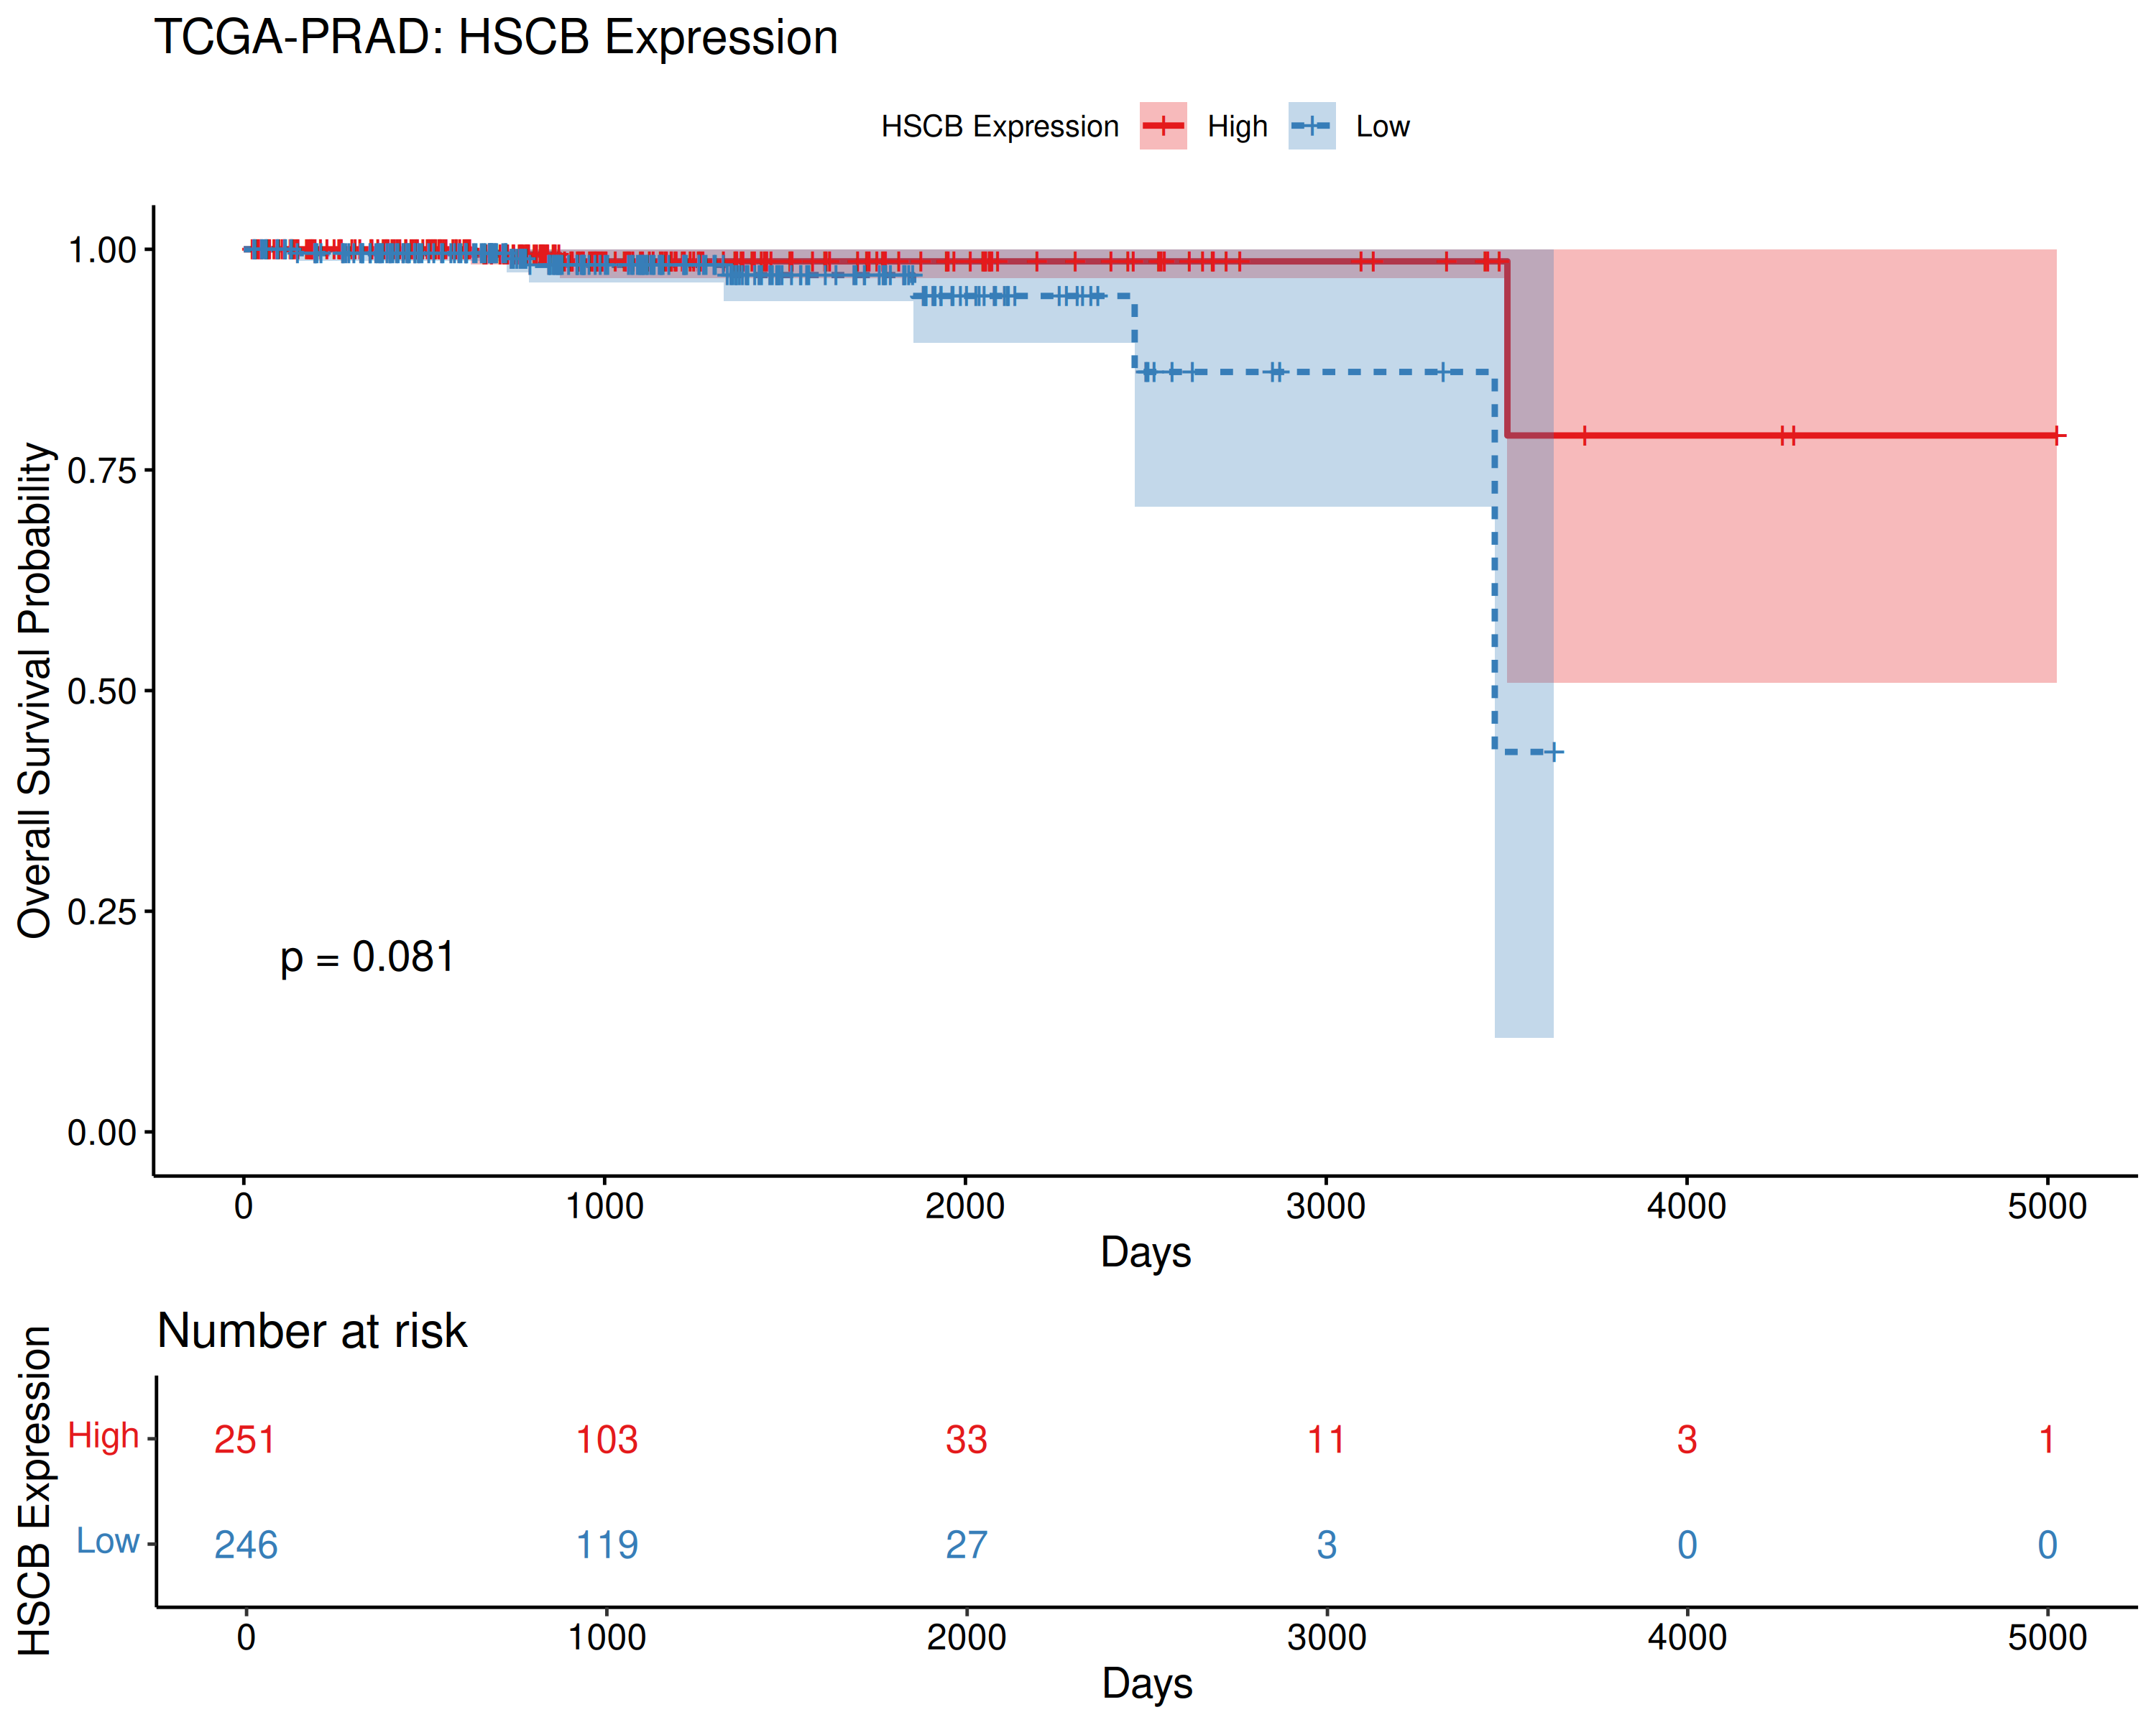 TCGA-PRAD: HSCB Expression
HSCB Expression High Low
Overall Survival Probability
1.00
0.75
0.50
0.25
0.00
p = 0.081
0 1000 2000 3000 4000 5000
Days
Number at risk
HSCB Expression
High 251 103 33 11 3 1
Low 246 119 27 3 0 0
0 1000 2000 3000 4000 5000
Days